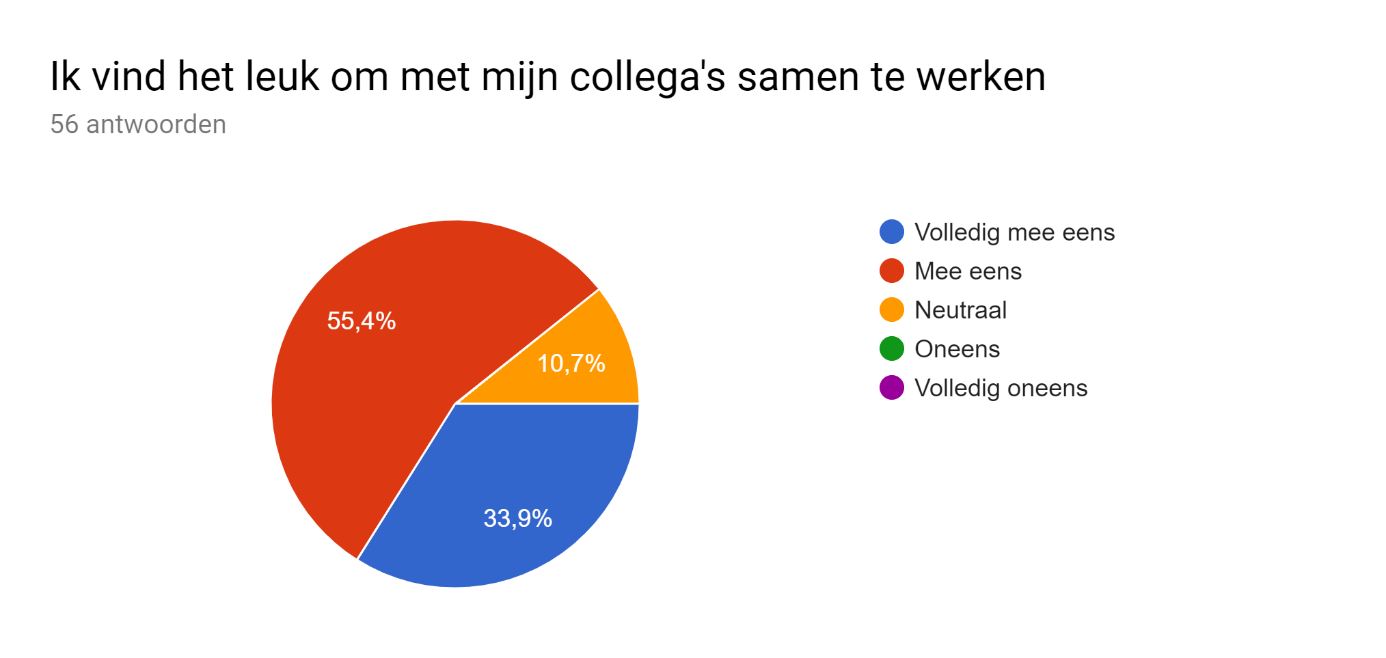 Ik vind het leuk om met mijn collega's samen te werken
56 antwoorden
Volledig mee eens
Mee eens
Neutraal
Oneens
Volledig oneens
55,4%
10,7%
33,9%